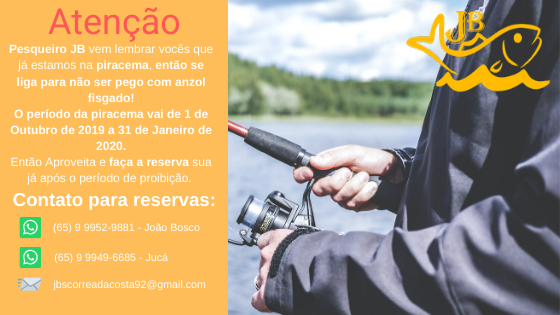 Atenção
Pesqueiro JB vem lembrar vocês que
já estamos na piracema, então se
liga para não ser pego com anzol
fisgado!
O período da piracema vai de 1 de
Outubro de 2019 a 31 de Janeiro de
2020.
Então Aproveita e faça a reserva sua
já após o período de proibição.
Contato para reservas:
(65) 9 9952-9881 - João Bosco
(65) 9 9949-6685 - Jucá
jbscorreadacosta92@gmail.com
JB